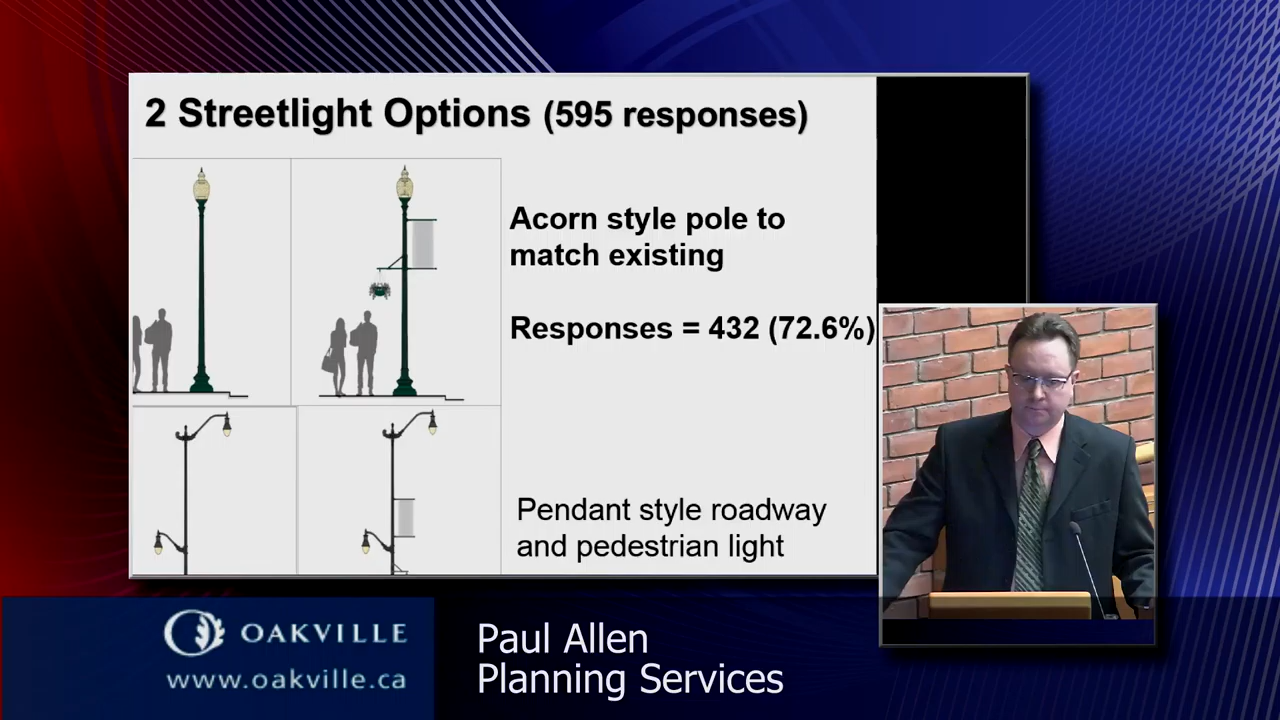 2 Streetlight Options (595 responses)
Acorn style pole to
match existing
Responses = 432 (72.6%)
Pendant style roadway
and pedestrian light
OAKVILLE
www.oakville.ca
Paul Allen
Planning Services